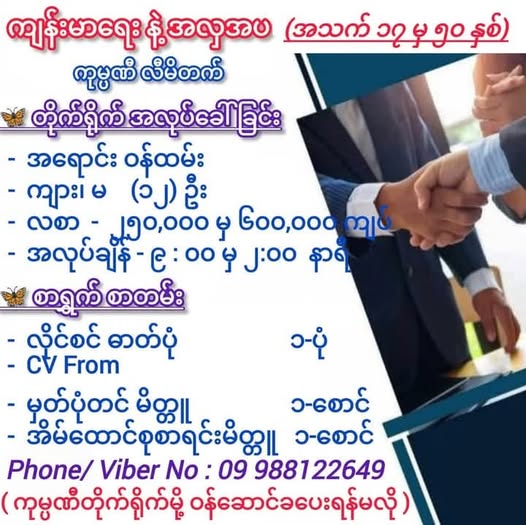 ကျန်းမာရေး နဲ့ အလှအပ (အသက် ၁၇ မှ ၅၀ နှစ်)
ကုမ္ပဏီ လီမိတက်
တိုက်ရိုက် အလုပ်ခေါ်ခြင်း
- အရောင်း ဝန်ထမ်း
- ကျား၊ မ (၁၂) ဦး
- လစာ - ၂၅၀,၀၀၀ မှ ၆၀၀,၀၀၀ ကျပ်
- အလုပ်ချိန် - ၉ : ၀၀ မှ ၂:၀၀ နာရီ
စာရွက် စာတမ်း
- လိုင်စင် ဓာတ်ပုံ ၁-ပုံ
- CV From
- မှတ်ပုံတင် မိတ္တူ ၁-စောင်
- အိမ်ထောင်စုစာရင်းမိတ္တူ ၁-စောင်
Phone/ Viber No : 09 988122649
( ကုမ္ပဏီတိုက်ရိုက်မို့ ဝန်ဆောင်ခပေးရန်မလို )